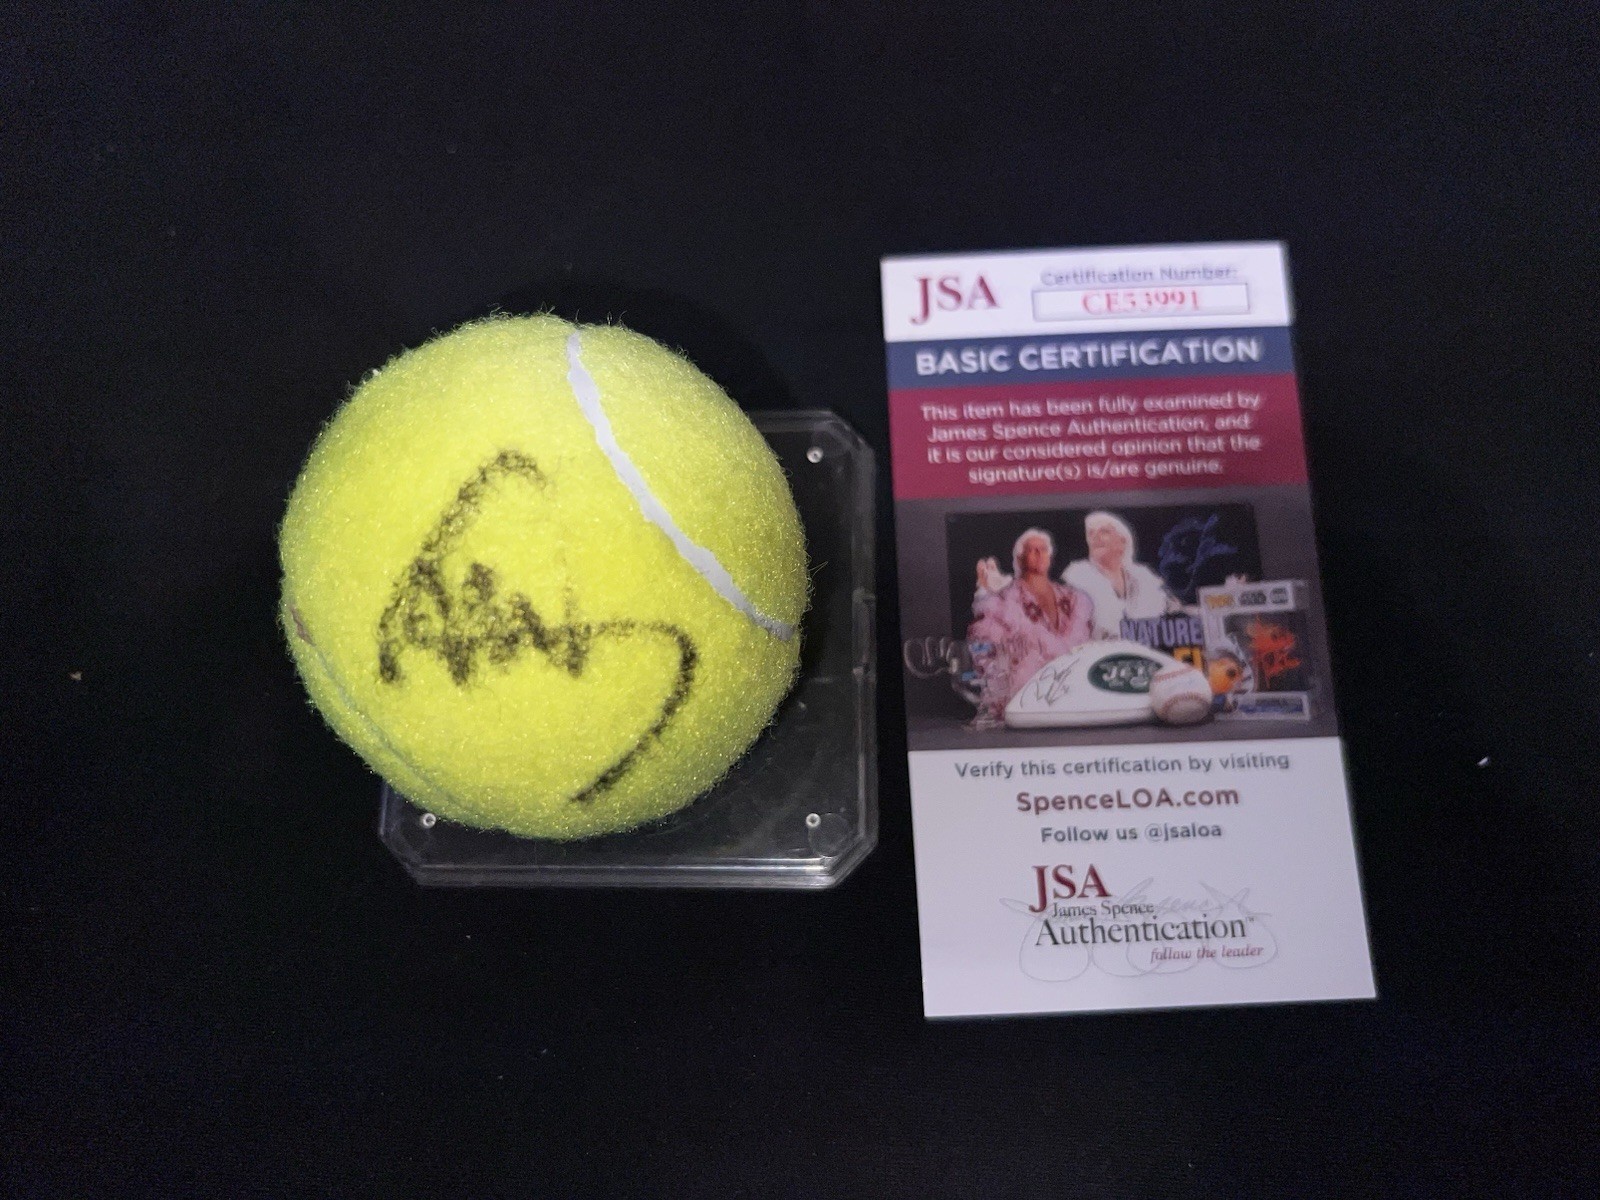 JSA
Certification Number:
CE53991
BASIC CERTIFICATION
This item has been fully examined by
James Spence Authentication, and
it is our considered opinion that the
signature(s) is/are genuine.
NATURE
JETS
Verify this certification by visiting
SpenceLOA.com
Follow us @jsaloa
JSA
James Spence
Authentication™
follow the leader